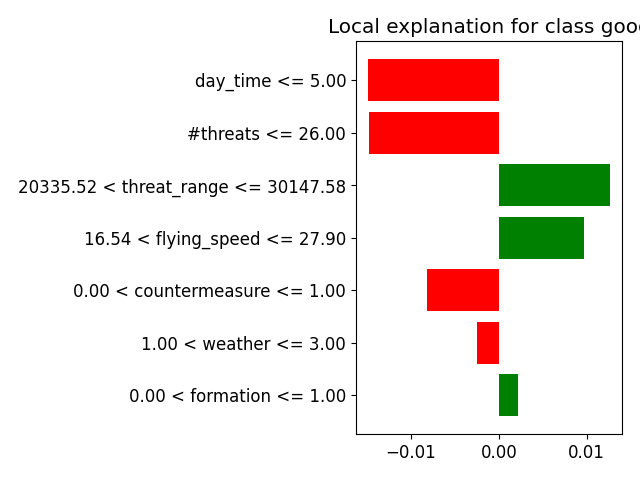 Local explanation for class goo
day_time <= 5.00
#threats <= 26.00
20335.52 < threat_range <= 30147.58
16.54 < flying_speed <= 27.90
0.00 < countermeasure <= 1.00
1.00 < weather <= 3.00
0.00 < formation <= 1.00
−0.01 0.00 0.01